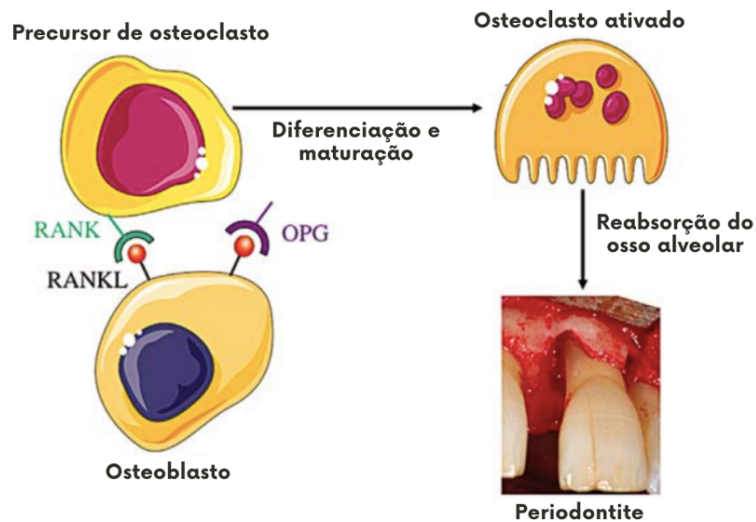 Precursor de osteoclasto
Osteoclasto ativado
Diferenciação e
maturação
RANK
OPG
RANKL
Reabsorção do
osso alveolar
Osteoblasto
Periodontite